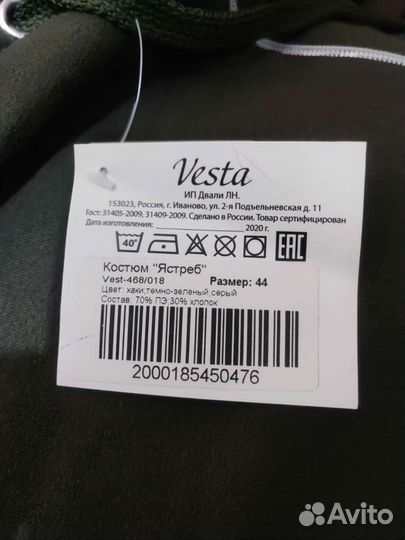 Vesta
ИП Двали ЛН.
153023, Россия, г. Иваново, ул. 2-я Подъельневская д. 11
Гост: 31405-2009, 31409-2009. Сделано в России. Товар сертифицирован
Дата изготовления: 2020 г.
40° EAC
Костюм "Ястреб"
Vest-468/018 Размер: 44
Цвет: хаки,темно-зеленый,серый
Состав: 70% ПЭ,30% хлопок
2000185450476
Avito